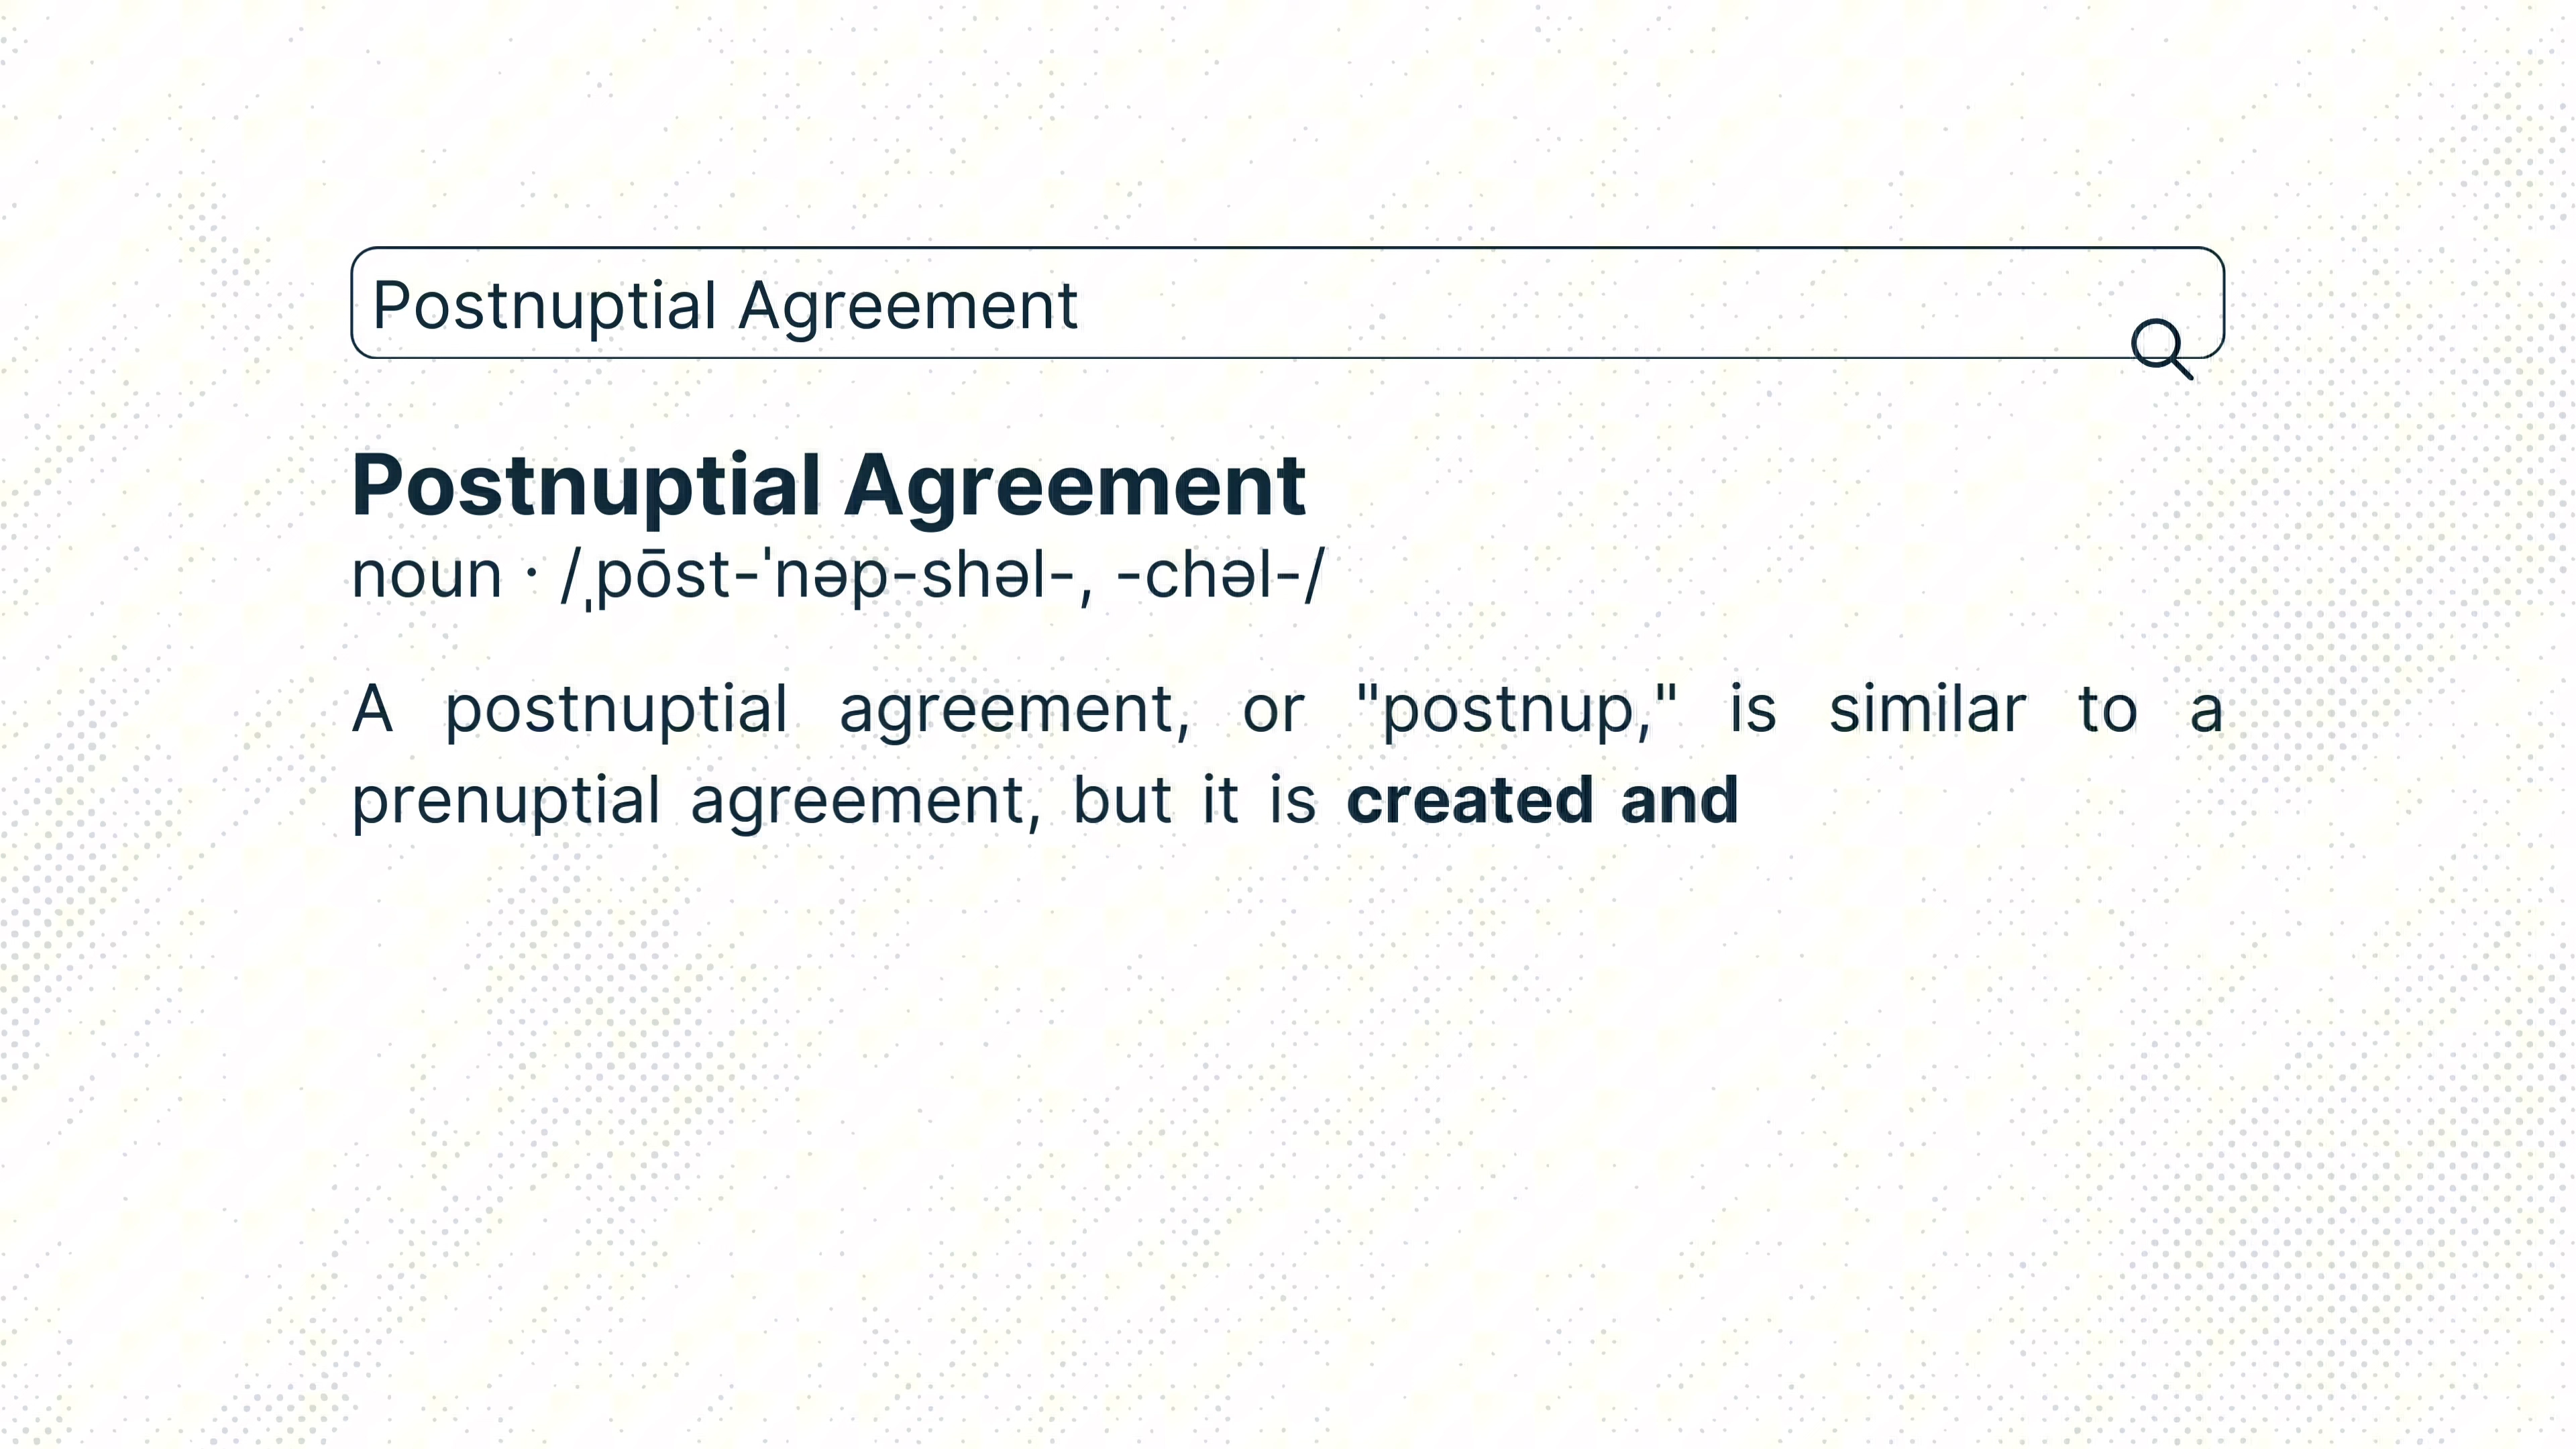 Postnuptial Agreement
Postnuptial Agreement
noun · /ˌpōst-ˈnəp-shəl-, -chəl-/
A postnuptial agreement, or "postnup," is similar to a
prenuptial agreement, but it is created and